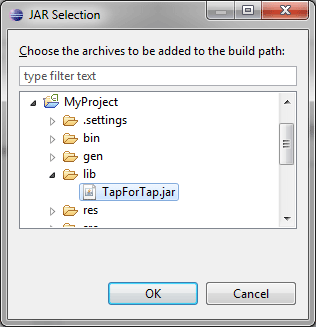 JAR Selection
Choose the archives to be added to the build path:
type filter text
MyProject
.settings
bin
gen
lib
TapForTap.jar
res
OK
Cancel